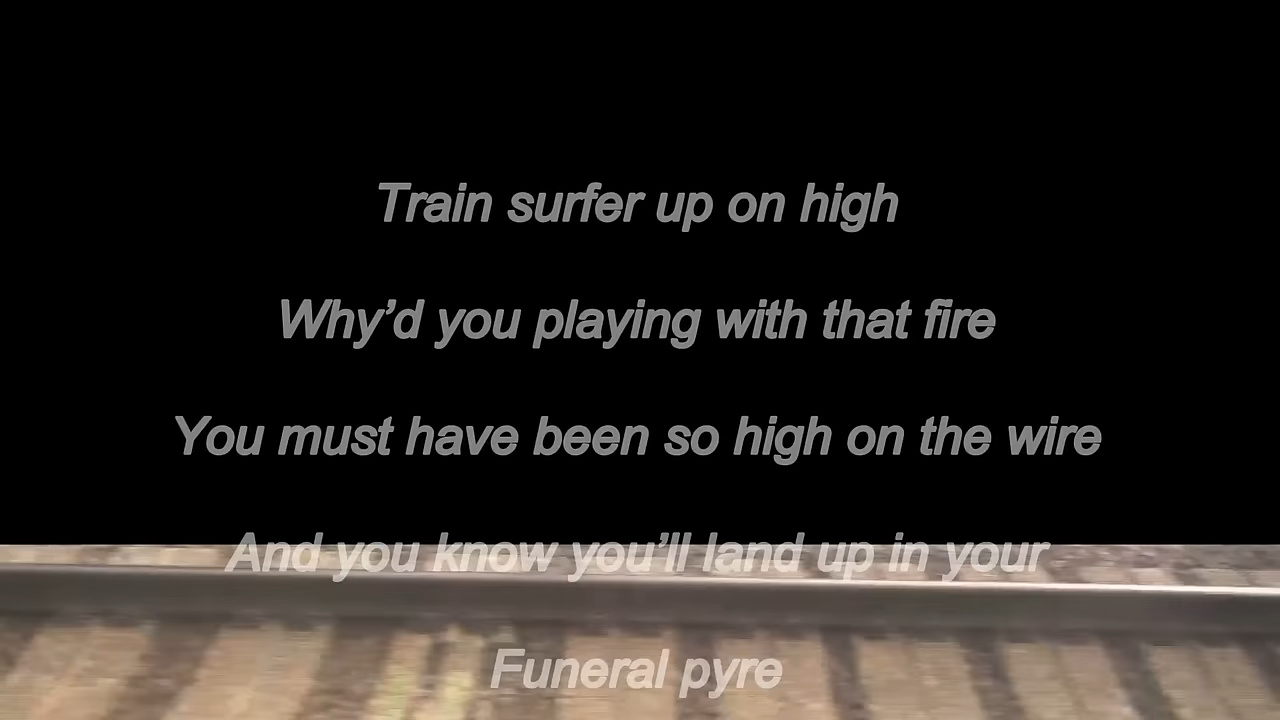 Train surfer up on high
Why’d you playing with that fire
You must have been so high on the wire
And you know you’ll land up in your
Funeral pyre